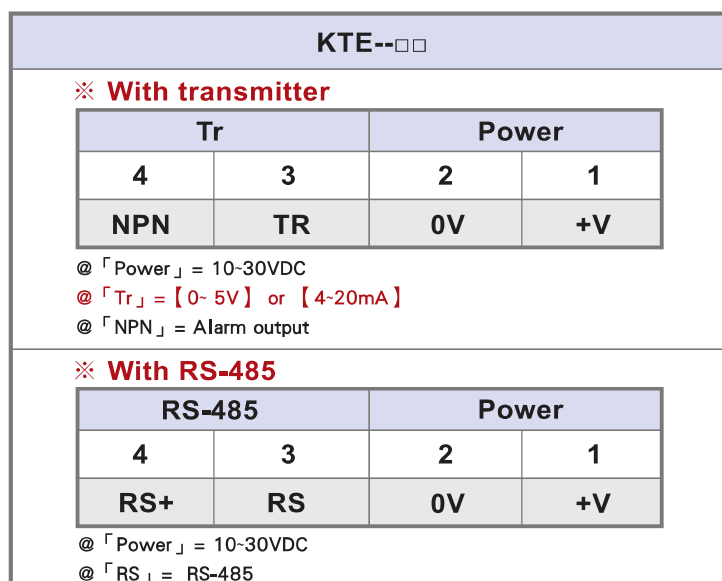 KTE--□□
※ With transmitter
Tr Power
4 3 2 1
NPN TR 0V +V
@「Power」= 10~30VDC
@「Tr」=【0~ 5V】 or 【4~20mA】
@「NPN」= Alarm output
※ With RS-485
RS-485 Power
4 3 2 1
RS+ RS 0V +V
@「Power」= 10~30VDC
@「RS」= RS-485